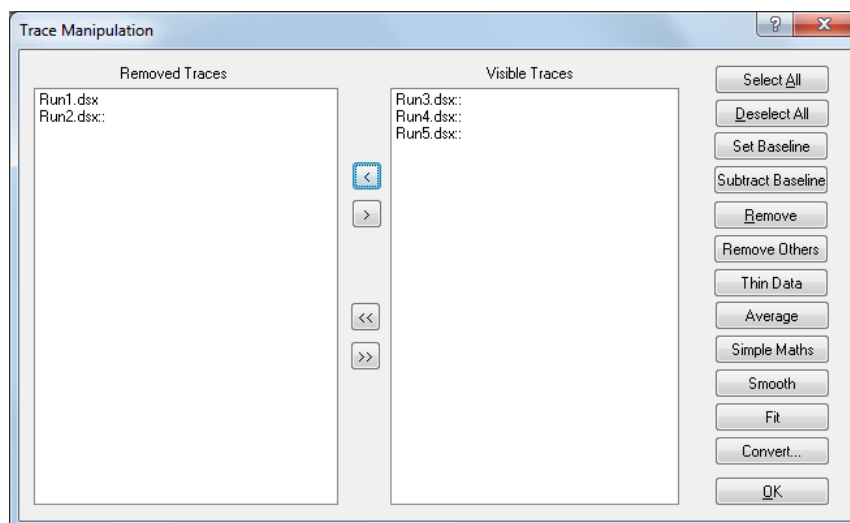 Trace Manipulation
Removed Traces
Run1.dsx
Run2.dsx::
<
>
<<
>>
Visible Traces
Run3.dsx::
Run4.dsx::
Run5.dsx::
Select All
Deselect All
Set Baseline
Subtract Baseline
Remove
Remove Others
Thin Data
Average
Simple Maths
Smooth
Fit
Convert...
OK